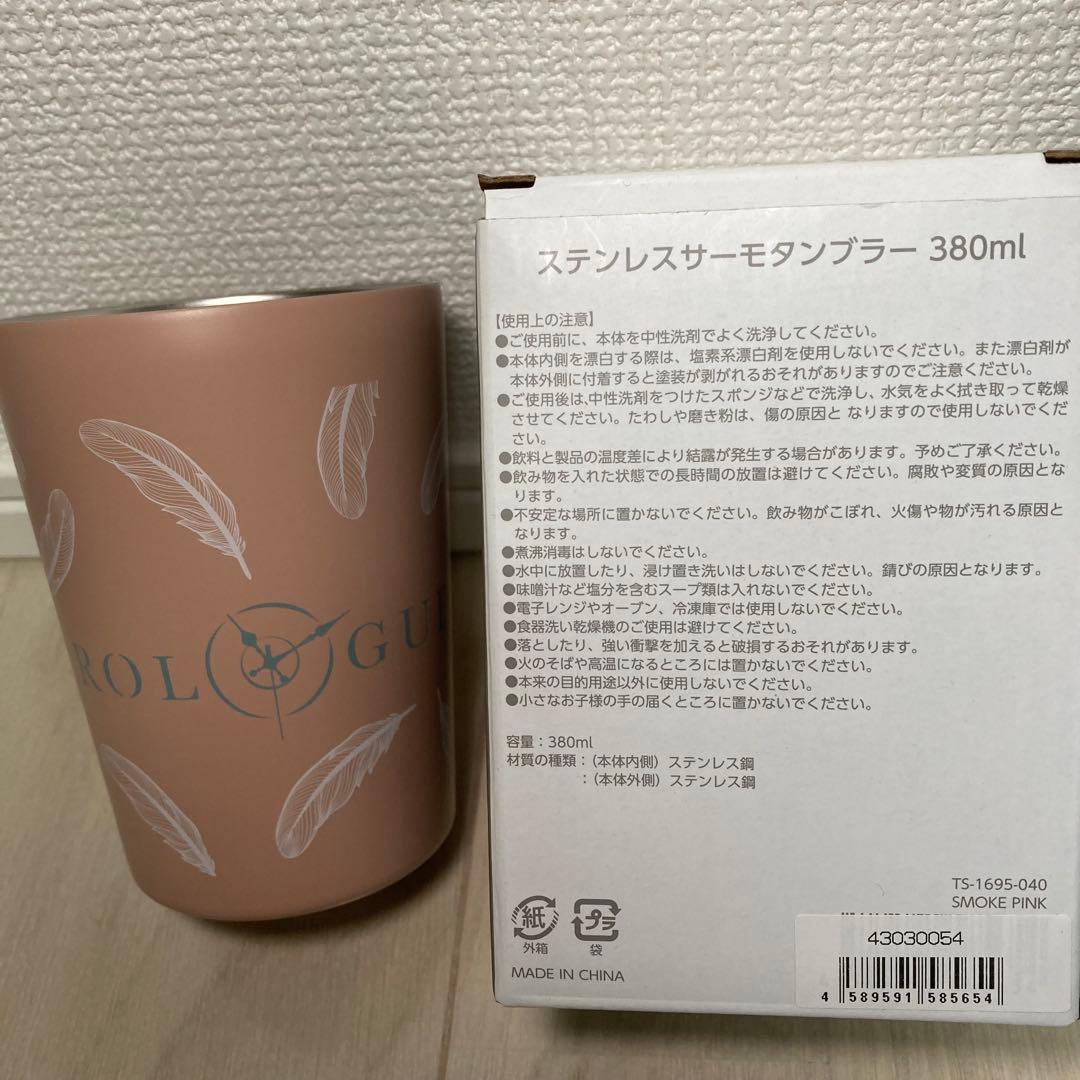 ROL GUE
ステンレスサーモタンブラー 380ml
【使用上の注意】
●ご使用前に、本体を中性洗剤でよく洗浄してください。
●本体内側を漂白する際は、塩素系漂白剤を使用しないでください。また漂白剤が
本体外側に付着すると塗装が剥がれるおそれがありますのでご注意ください。
●ご使用後は、中性洗剤をつけたスポンジなどで洗浄し、水気をよく拭き取って乾燥
させてください。たわしや磨き粉は、傷の原因と なりますので使用しないでくだ
さい。
●飲料と製品の温度差により結露が発生する場合があります。予めご了承ください。
●飲み物を入れた状態での長時間の放置は避けてください。腐敗や変質の原因とな
ります。
●不安定な場所に置かないでください。飲み物がこぼれ、火傷や物が汚れる原因と
なります。
●煮沸消毒はしないでください。
●水中に放置したり、浸け置き洗いはしないでください。錆びの原因となります。
●味噌汁など塩分を含むスープ類は入れないでください。
●電子レンジやオーブン、冷凍庫では使用しないでください。
●食器洗い乾燥機のご使用は避けてください。
●落としたり、強い衝撃を加えると破損するおそれがあります。
●火のそばや高温になるところには置かないでください。
●本来の目的用途以外に使用しないでください。
●小さなお子様の手の届くところに置かないでください。
容量：380ml
材質の種類：（本体内側）ステンレス鋼
：（本体外側）ステンレス鋼
TS-1695-040
SMOKE PINK
紙
外箱
プラ
袋
MADE IN CHINA
43030054
4 589591 585654